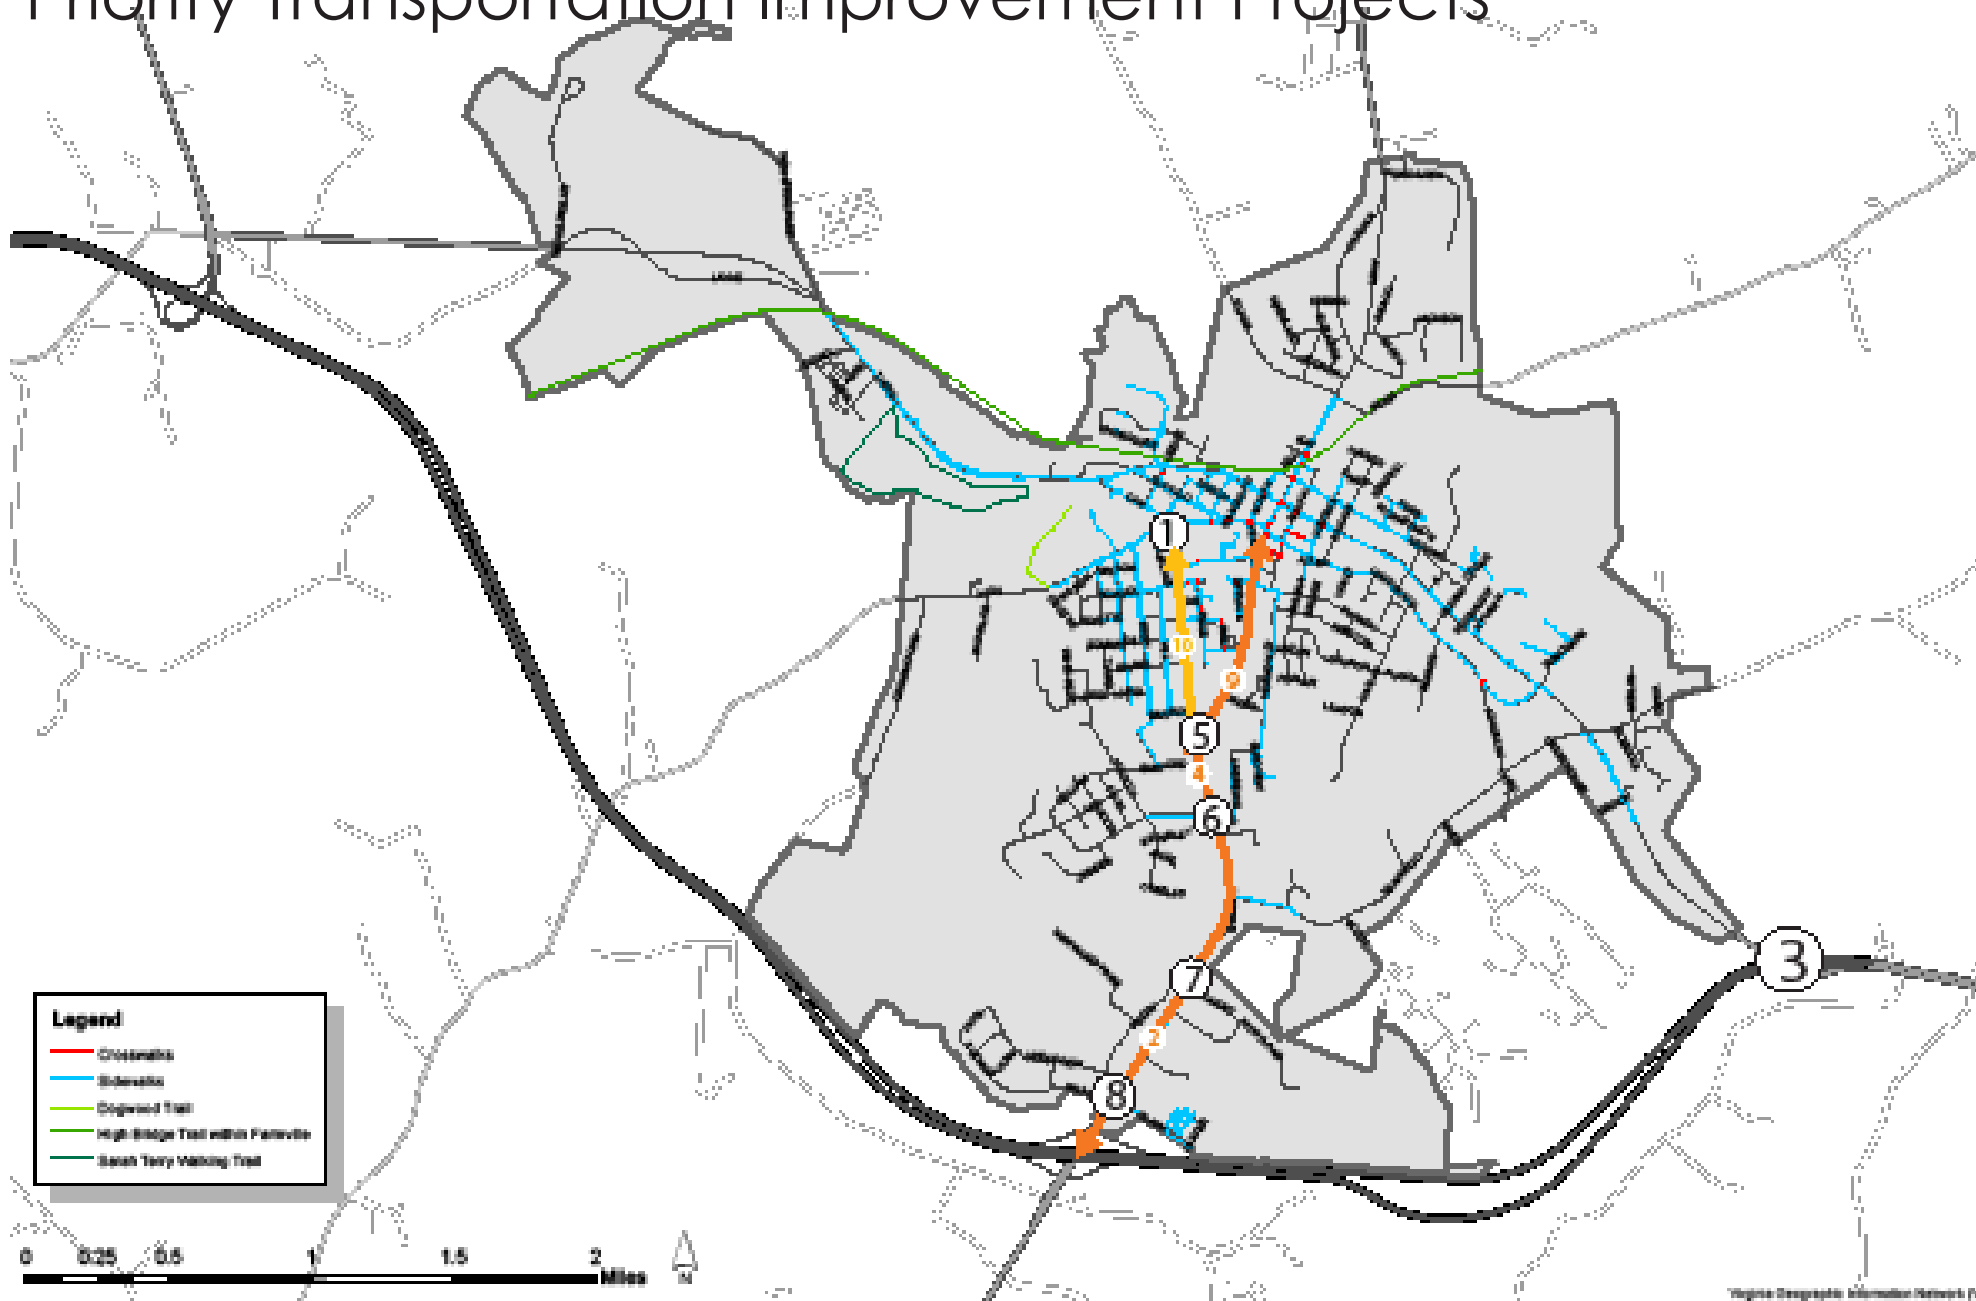 Priority Transportation Improvement Projects
1
10
9
5
4
6
7
2
8
3
Legend
Crosswalks
Sidewalks
Dogwood Trail
High Bridge Trail within Farmville
Sarah Terry Walking Trail
0 0.25 0.5 1 1.5 2
Miles
N
Virginia Geographic Information Network